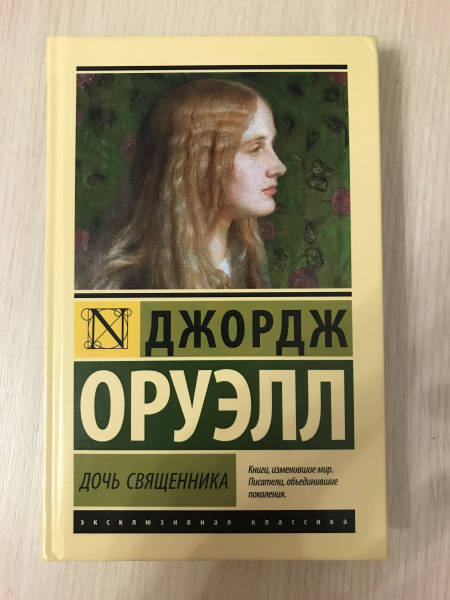 N ДЖОРДЖ
ОРУЭЛЛ
ДОЧЬ СВЯЩЕННИКА
Книги, изменившие мир.
Писатели, объединившие
поколения.
эксклюзивная классика